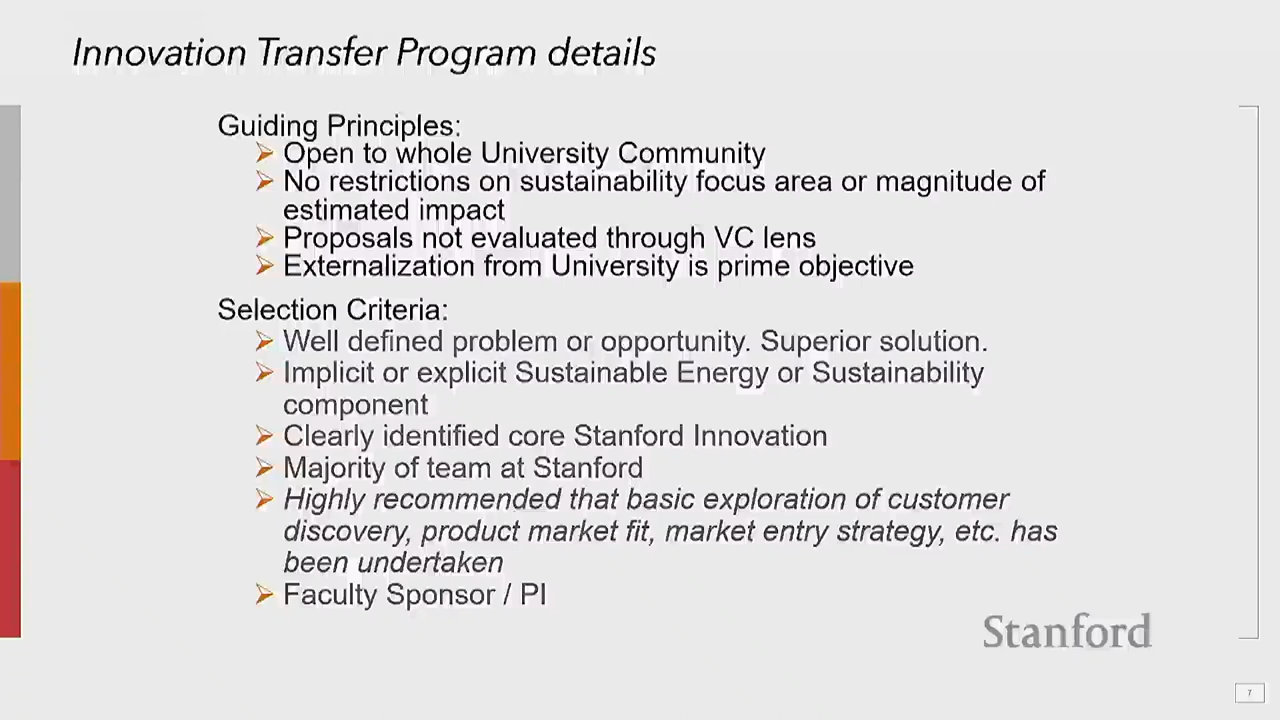 Innovation Transfer Program details
Guiding Principles:
➢ Open to whole University Community
➢ No restrictions on sustainability focus area or magnitude of
estimated impact
➢ Proposals not evaluated through VC lens
➢ Externalization from University is prime objective
Selection Criteria:
➢ Well defined problem or opportunity. Superior solution.
➢ Implicit or explicit Sustainable Energy or Sustainability
component
➢ Clearly identified core Stanford Innovation
➢ Majority of team at Stanford
➢ Highly recommended that basic exploration of customer
discovery, product market fit, market entry strategy, etc. has
been undertaken
➢ Faculty Sponsor / PI
Stanford
7